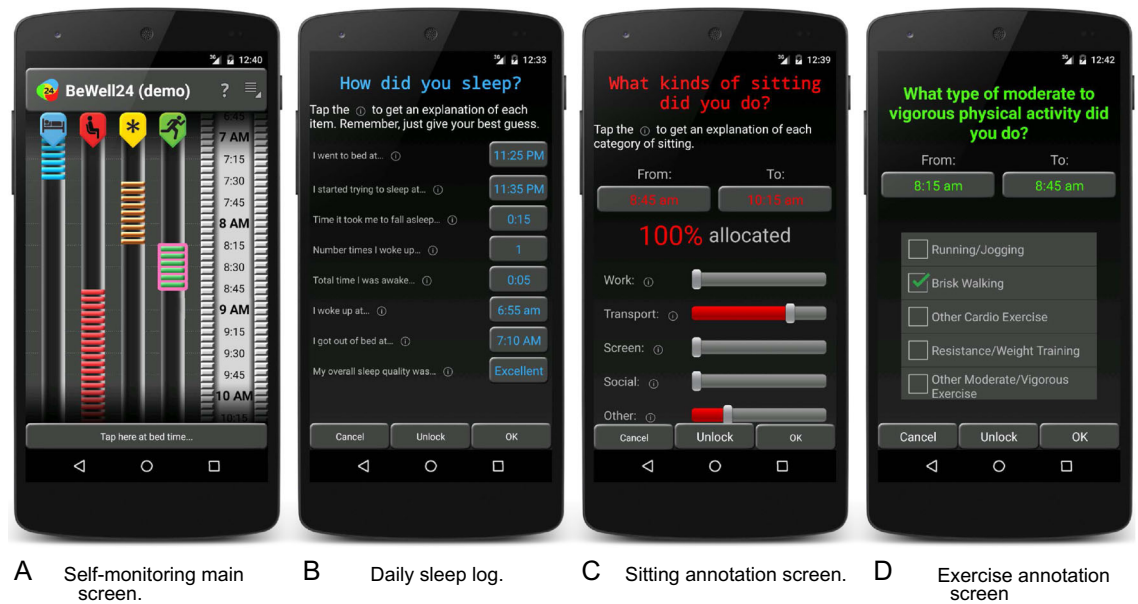 3G 12:40
24 BeWell24 (demo) ?
*
6:45
7 AM
7:15
7:30
7:45
8 AM
8:15
8:30
8:45
9 AM
9:15
9:30
9:45
10 AM
10:15
Tap here at bed time...
A Self-monitoring main
screen.
3G 12:33
How did you sleep?
Tap the ⓘ to get an explanation of each
item. Remember, just give your best guess.
I went to bed at... ⓘ 11:25 PM
I started trying to sleep at... ⓘ 11:35 PM
Time it took me to fall asleep... ⓘ 0:15
Number times I woke up... ⓘ 1
Total time I was awake... ⓘ 0:05
I woke up at... ⓘ 6:55 am
I got out of bed at... ⓘ 7:10 AM
My overall sleep quality was... ⓘ Excellent
Cancel Unlock OK
B Daily sleep log.
3G 12:39
What kinds of sitting
did you do?
Tap the ⓘ to get an explanation of each
category of sitting.
From: To:
8:45 am 10:15 am
100% allocated
Work: ⓘ
Transport: ⓘ
Screen: ⓘ
Social: ⓘ
Other: ⓘ
Cancel Unlock OK
C Sitting annotation screen.
3G 12:42
What type of moderate to
vigorous physical activity did
you do?
From: To:
8:15 am 8:45 am
Running/Jogging
Brisk Walking
Other Cardio Exercise
Resistance/Weight Training
Other Moderate/Vigorous
Exercise
Cancel Unlock OK
D Exercise annotation
screen